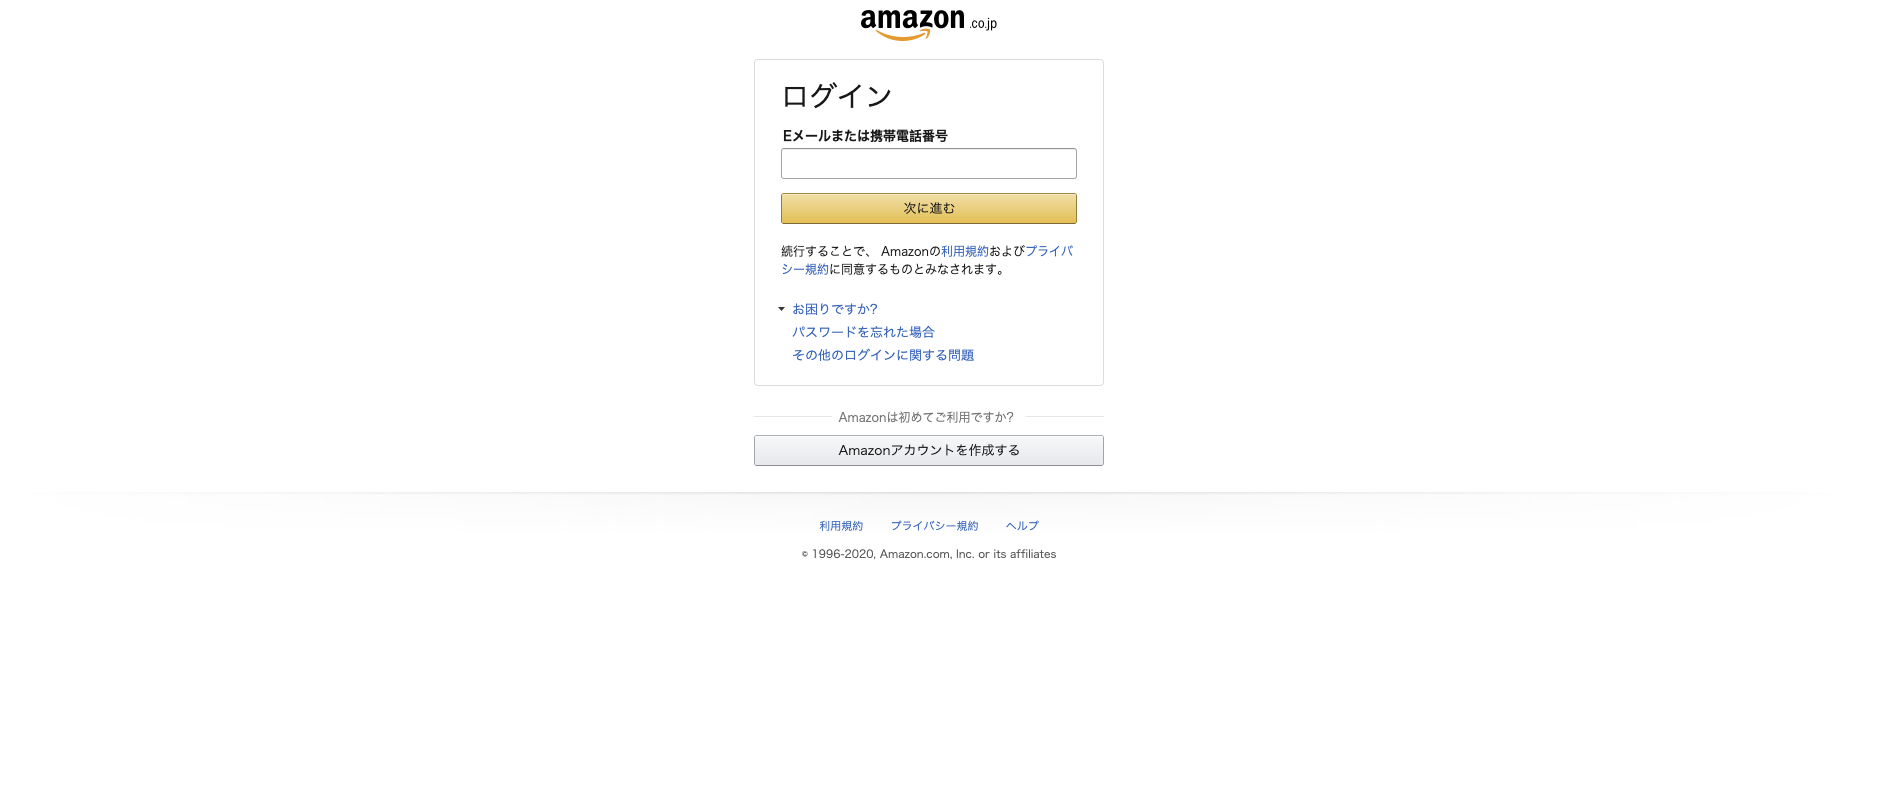 amazon.co.jp
ログイン
Eメールまたは携帯電話番号
次に進む
続行することで、 Amazonの利用規約およびプライバ
シー規約に同意するものとみなされます。
お困りですか?
パスワードを忘れた場合
その他のログインに関する問題
Amazonは初めてご利用ですか?
Amazonアカウントを作成する
利用規約 プライバシー規約 ヘルプ
© 1996-2020, Amazon.com, Inc. or its affiliates